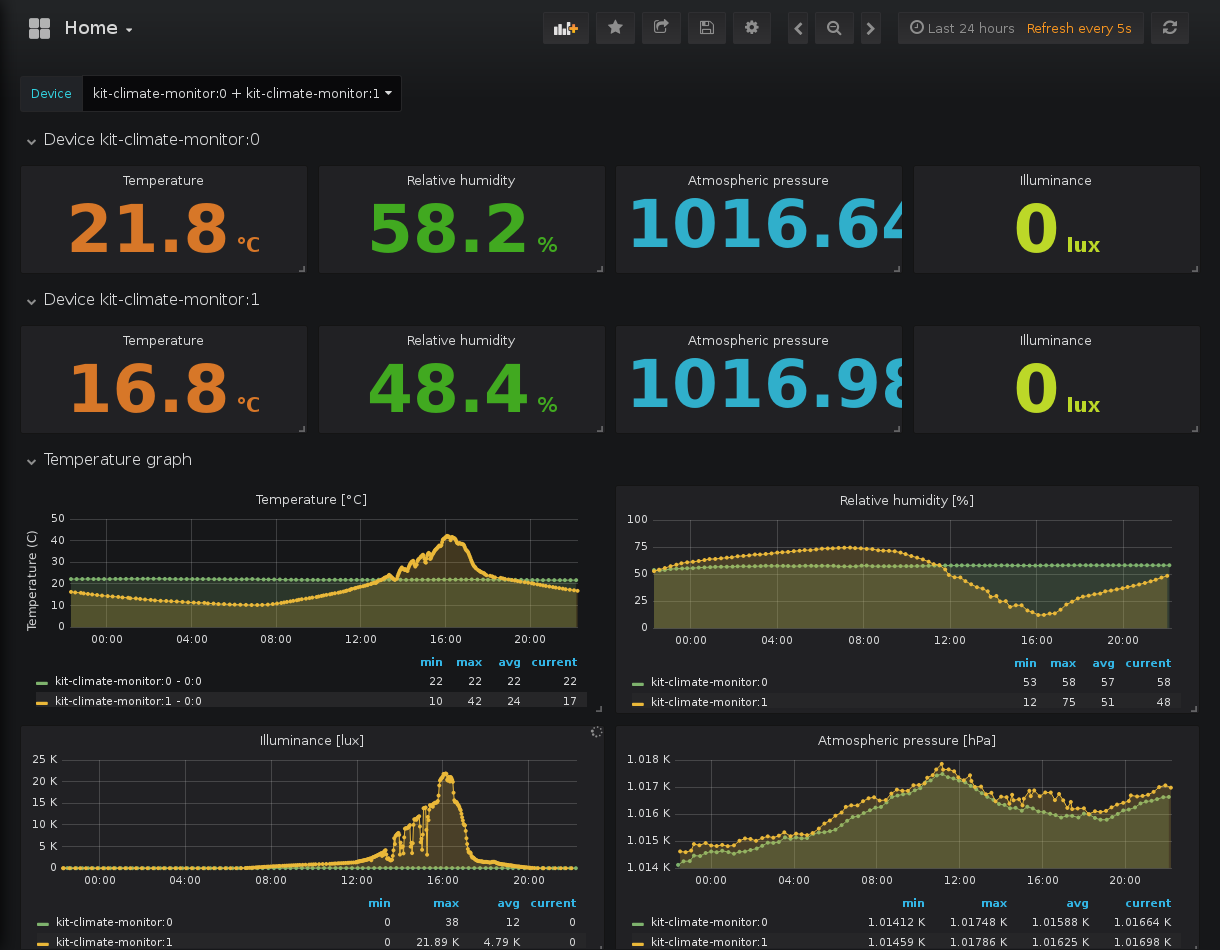 Home
Last 24 hours Refresh every 5s
Device kit-climate-monitor:0 + kit-climate-monitor:1
Device kit-climate-monitor:0
Temperature Relative humidity Atmospheric pressure Illuminance
21.8 °C 58.2 % 1016.64 0 lux
Device kit-climate-monitor:1
Temperature Relative humidity Atmospheric pressure Illuminance
16.8 °C 48.4 % 1016.98 0 lux
Temperature graph
Temperature [°C]
Temperature (C)
50
40
30
20
10
0
00:00 04:00 08:00 12:00 16:00 20:00
min max avg current
kit-climate-monitor:0 - 0:0 22 22 22 22
kit-climate-monitor:1 - 0:0 10 42 24 17
Relative humidity [%]
100
75
50
25
0
00:00 04:00 08:00 12:00 16:00 20:00
min max avg current
kit-climate-monitor:0 53 58 57 58
kit-climate-monitor:1 12 75 51 48
Illuminance [lux]
25 K
20 K
15 K
10 K
5 K
0
00:00 04:00 08:00 12:00 16:00 20:00
min max avg current
kit-climate-monitor:0 0 38 12 0
kit-climate-monitor:1 0 21.89 K 4.79 K 0
Atmospheric pressure [hPa]
1.018 K
1.017 K
1.016 K
1.016 K
1.015 K
1.014 K
00:00 04:00 08:00 12:00 16:00 20:00
min max avg current
kit-climate-monitor:0 1.01412 K 1.01748 K 1.01588 K 1.01664 K
kit-climate-monitor:1 1.01459 K 1.01786 K 1.01625 K 1.01698 K